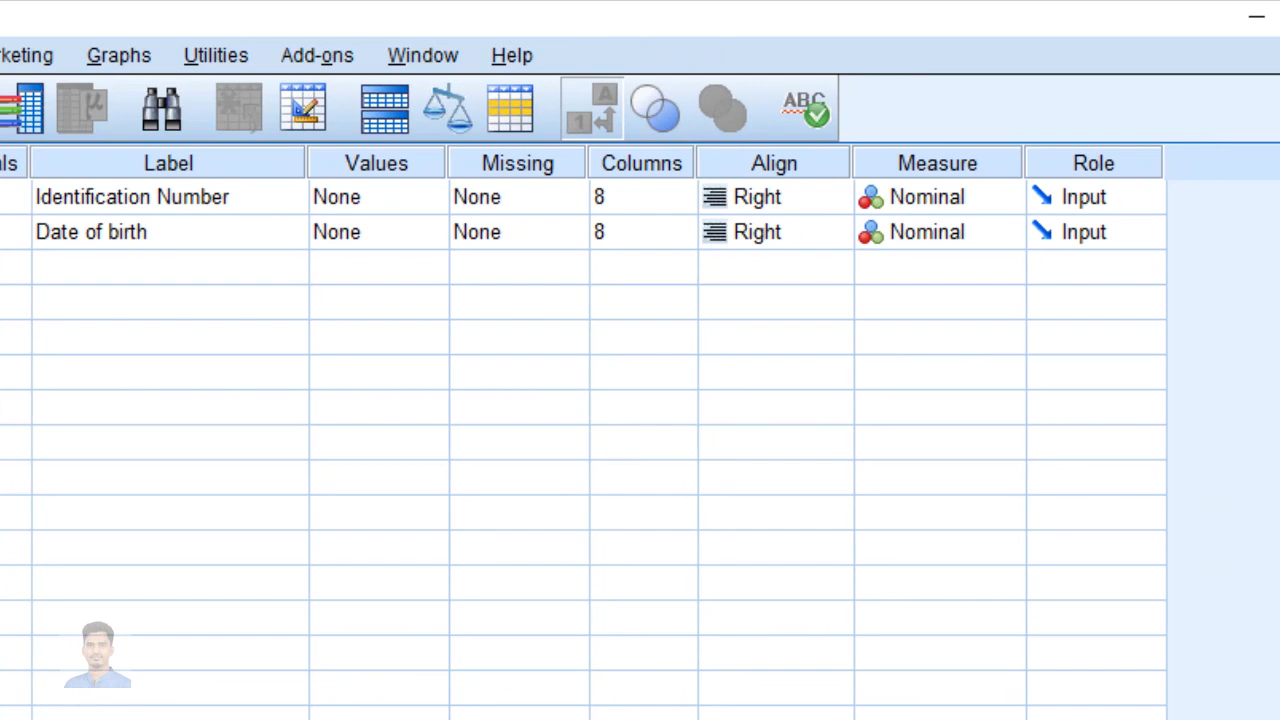 rketing Graphs Utilities Add-ons Window Help
μ A 1 ABC
ls Label Values Missing Columns Align Measure Role
Identification Number None None 8 Right Nominal Input
Date of birth None None 8 Right Nominal Input